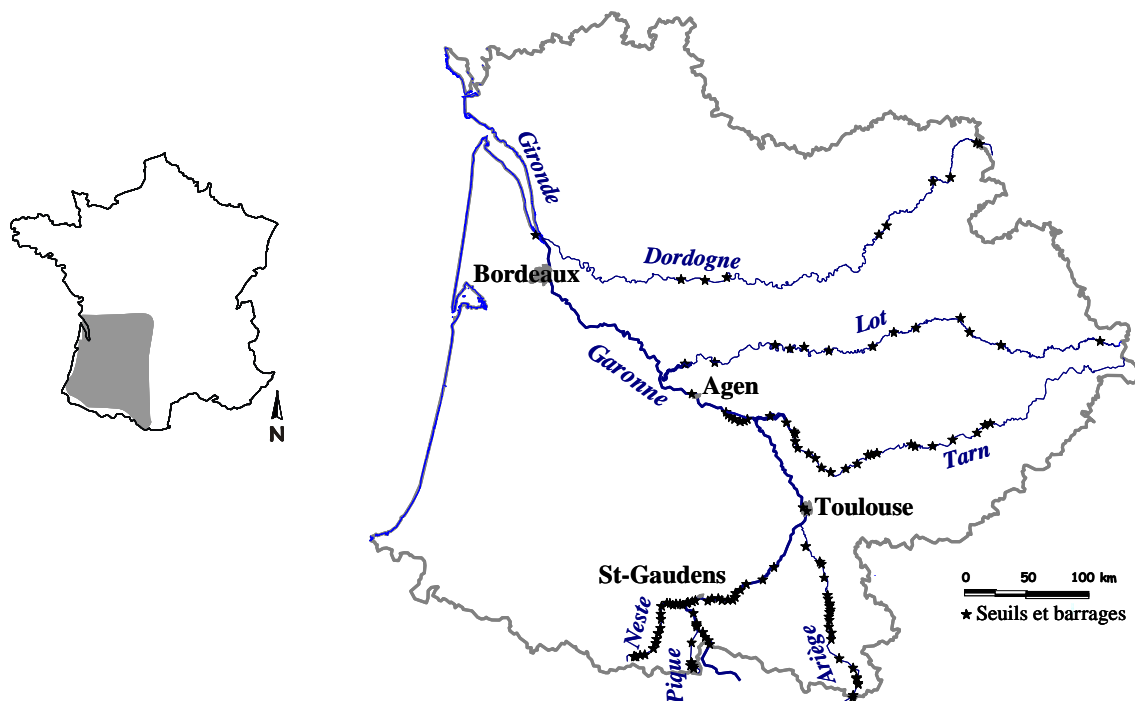 Gironde
Dordogne
Bordeaux
Lot
Garonne
Agen
N
Tarn
Toulouse
St-Gaudens
0 50 100 km
Seuils et barrages
Neste
Pique
Ariège